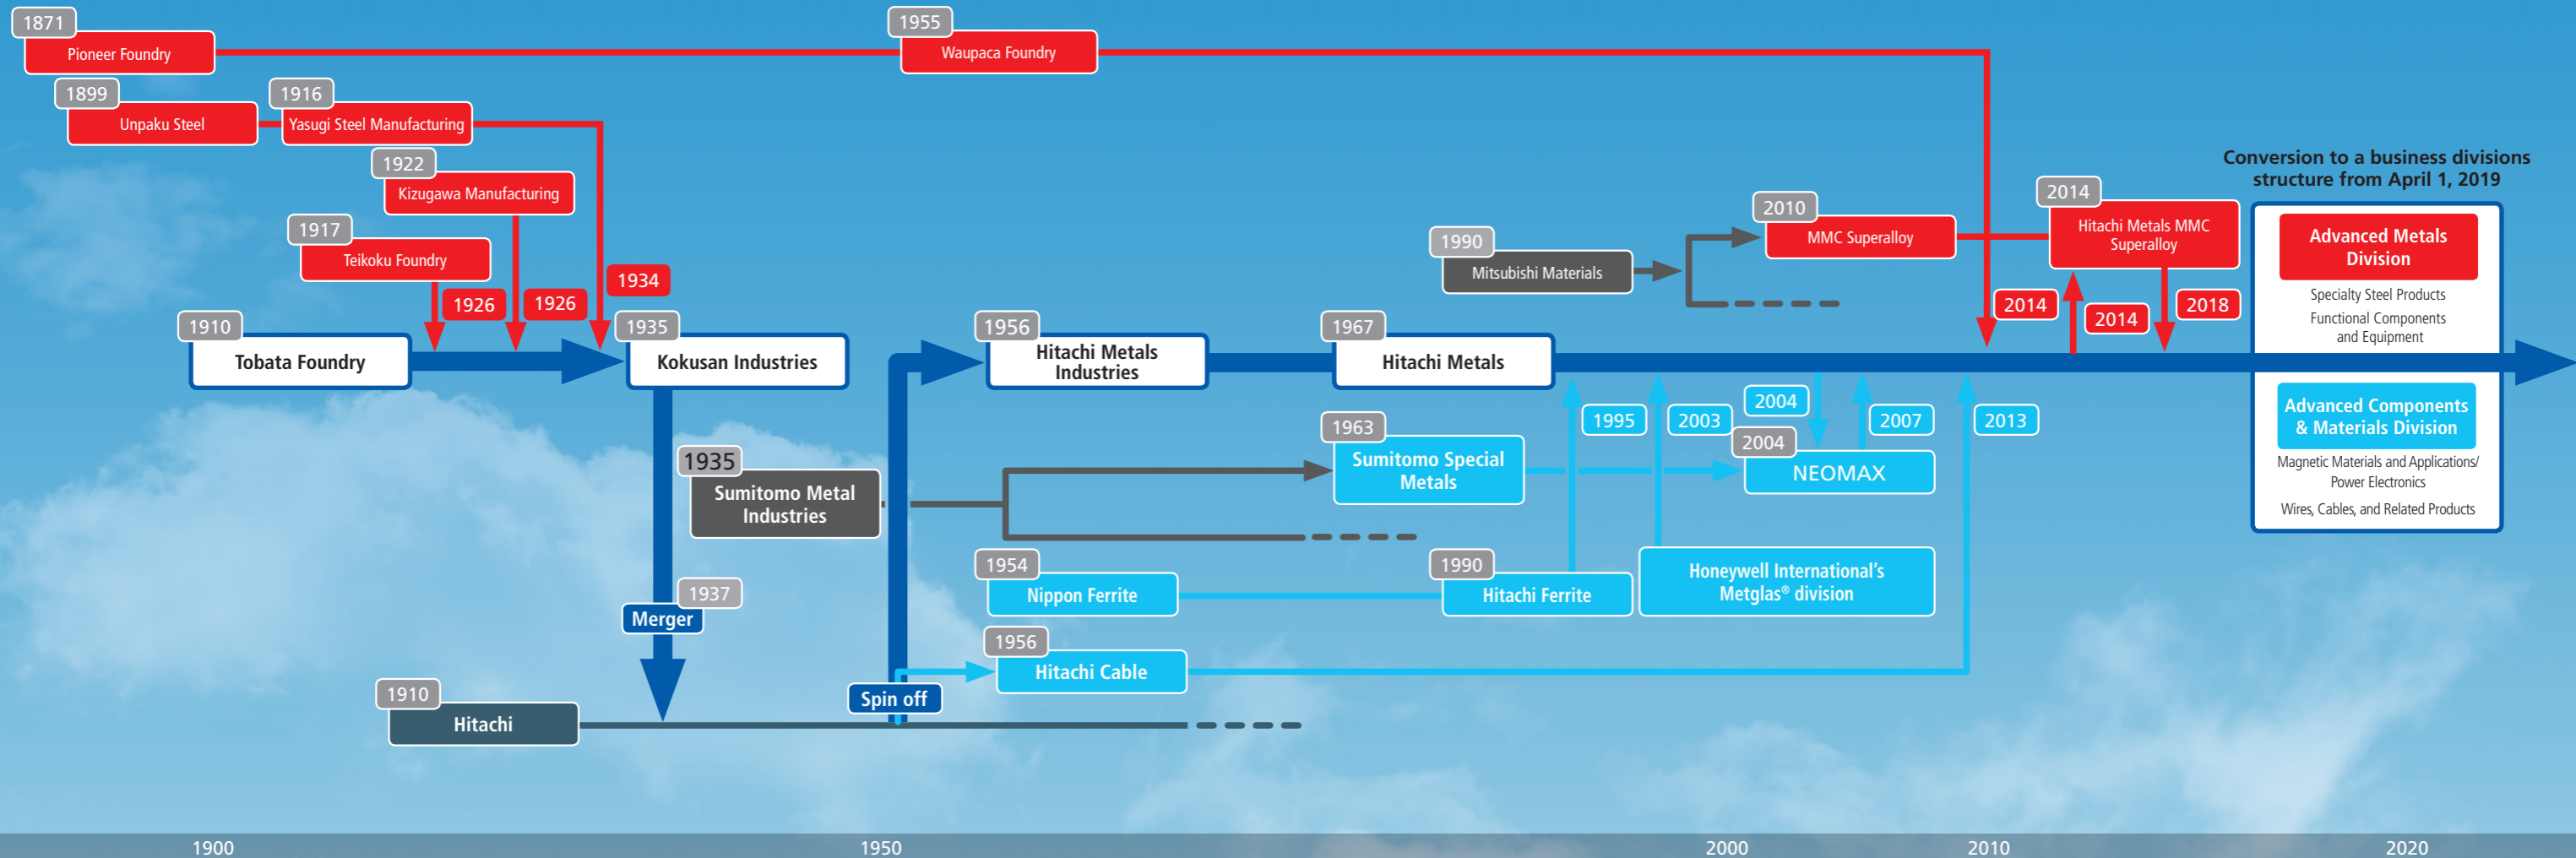 1871
Pioneer Foundry
1955
Waupaca Foundry
1899
Unpaku Steel
1916
Yasugi Steel Manufacturing
1922
Kizugawa Manufacturing
1917
Teikoku Foundry
1926
1926
1934
1910
Tobata Foundry
1935
Kokusan Industries
1956
Hitachi Metals
Industries
1967
Hitachi Metals
1990
Mitsubishi Materials
2010
MMC Superalloy
2014
Hitachi Metals MMC
Superalloy
2014
2014
2018
Conversion to a business divisions
structure from April 1, 2019
Advanced Metals
Division
Specialty Steel Products
Functional Components
and Equipment
Advanced Components
& Materials Division
Magnetic Materials and Applications/
Power Electronics
Wires, Cables, and Related Products
1935
Sumitomo Metal
Industries
1963
Sumitomo Special
Metals
1995
2003
2004
2004
NEOMAX
2007
2013
1954
Nippon Ferrite
1990
Hitachi Ferrite
Honeywell International’s
Metglas® division
1937
Merger
1956
Hitachi Cable
Spin off
1910
Hitachi
1900
1950
2000
2010
2020